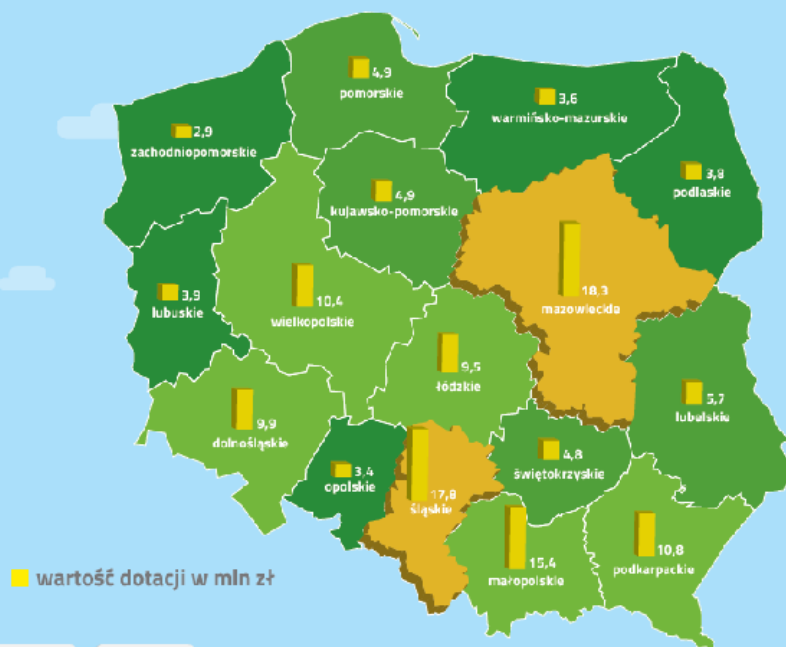 4,9
pomorskie
3,6
warmińsko-mazurskie
2,9
zachodniopomorskie
3,8
podlaskie
4,9
kujawsko-pomorskie
18,3
mazowieckie
3,9
lubuskie
10,4
wielkopolskie
9,5
łódzkie
5,7
lubelskie
9,9
dolnośląskie
3,4
opolskie
17,8
śląskie
4,8
świętokrzyskie
15,4
małopolskie
10,8
podkarpackie
wartość dotacji w mln zł